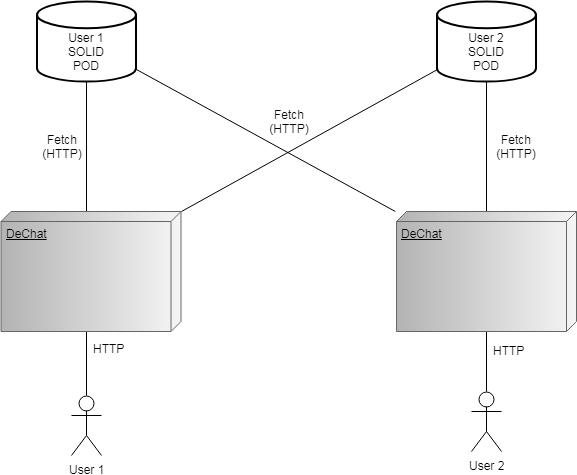 User 1
SOLID
POD
User 2
SOLID
POD
Fetch
(HTTP)
Fetch
(HTTP)
Fetch
(HTTP)
DeChat
DeChat
HTTP
HTTP
User 1
User 2